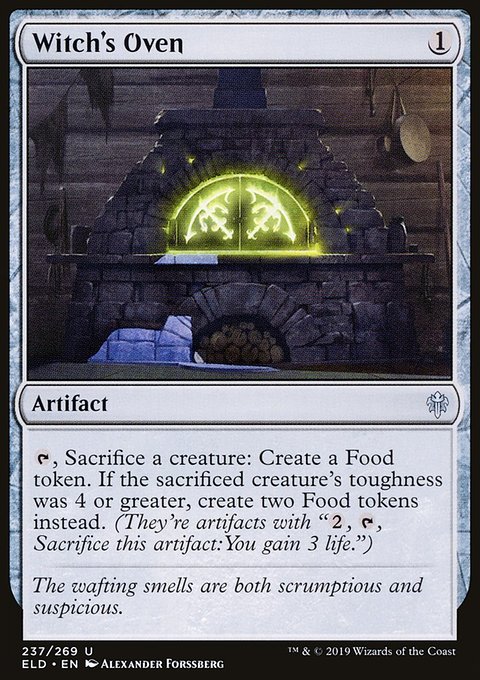 Witch's Oven 1
Artifact
, Sacrifice a creature: Create a Food
token. If the sacrificed creature's toughness
was 4 or greater, create two Food tokens
instead. (They're artifacts with “2, ,
Sacrifice this artifact:You gain 3 life.”)
The wafting smells are both scrumptious and
suspicious.
237/269 U
ELD • EN Alexander Forssberg
™ & © 2019 Wizards of the Coast